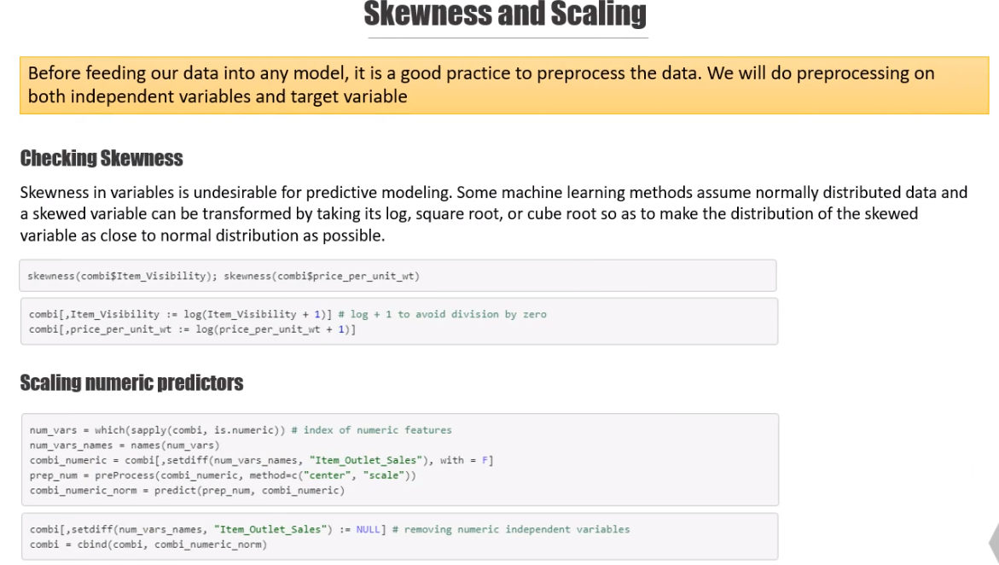 Skewness and Scaling
Before feeding our data into any model, it is a good practice to preprocess the data. We will do preprocessing on
both independent variables and target variable
Checking Skewness
Skewness in variables is undesirable for predictive modeling. Some machine learning methods assume normally distributed data and
a skewed variable can be transformed by taking its log, square root, or cube root so as to make the distribution of the skewed
variable as close to normal distribution as possible.
skewness(combi$Item_Visibility); skewness(combi$price_per_unit_wt)
combi[,Item_Visibility := log(Item_Visibility + 1)] # log + 1 to avoid division by zero
combi[,price_per_unit_wt := log(price_per_unit_wt + 1)]
Scaling numeric predictors
num_vars = which(sapply(combi, is.numeric)) # index of numeric features
num_vars_names = names(num_vars)
combi_numeric = combi[,setdiff(num_vars_names, "Item_Outlet_Sales"), with = F]
prep_num = preProcess(combi_numeric, method=c("center", "scale"))
combi_numeric_norm = predict(prep_num, combi_numeric)
combi[,setdiff(num_vars_names, "Item_Outlet_Sales") := NULL] # removing numeric independent variables
combi = cbind(combi, combi_numeric_norm)